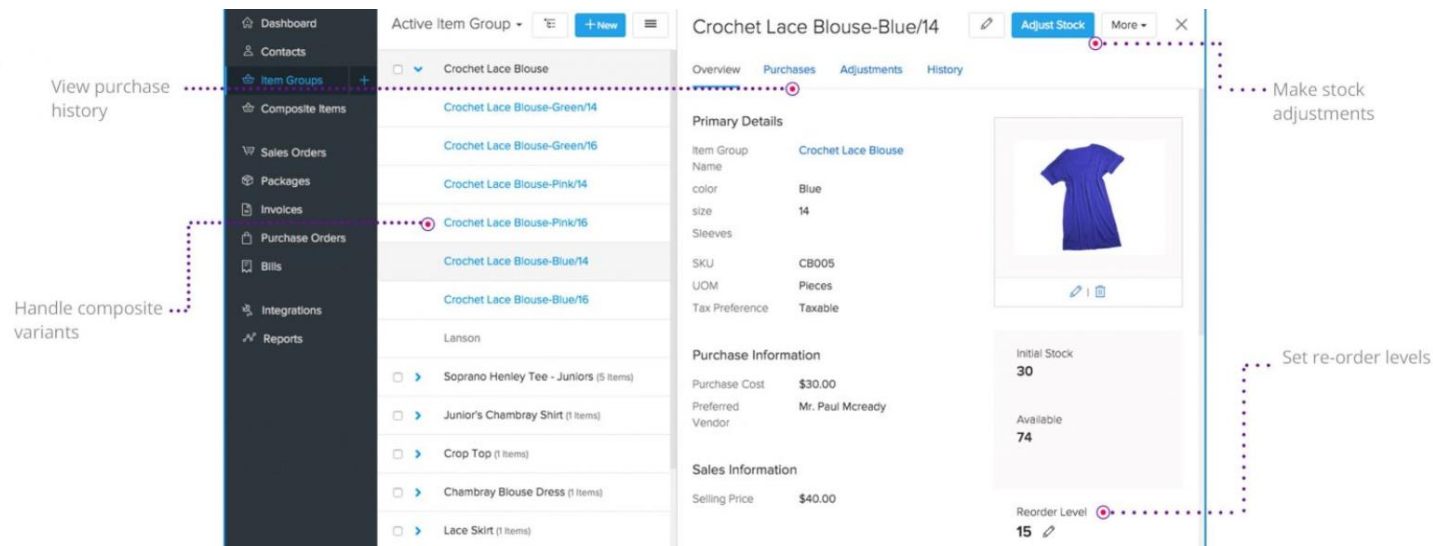 View purchase
history
Handle composite
variants
Dashboard
Contacts
Item Groups +
Composite Items
Sales Orders
Packages
Invoices
Purchase Orders
Bills
Integrations
Reports
Active Item Group
+ New
Crochet Lace Blouse
Crochet Lace Blouse-Green/14
Crochet Lace Blouse-Green/16
Crochet Lace Blouse-Pink/14
Crochet Lace Blouse-Pink/16
Crochet Lace Blouse-Blue/14
Crochet Lace Blouse-Blue/16
Lanson
Soprano Henley Tee - Juniors (5 Items)
Junior's Chambray Shirt (1 Items)
Crop Top (1 Items)
Chambray Blouse Dress (1 Items)
Lace Skirt (1 Items)
Crochet Lace Blouse-Blue/14
Adjust Stock
More
Overview Purchases Adjustments History
Primary Details
Item Group
Name
Crochet Lace Blouse
color Blue
size 14
Sleeves
SKU CB005
UOM Pieces
Tax Preference Taxable
Purchase Information
Purchase Cost $30.00
Preferred
Vendor
Mr. Paul Mcready
Sales Information
Selling Price $40.00
Initial Stock
30
Available
74
Reorder Level
15
Make stock
adjustments
Set re-order levels